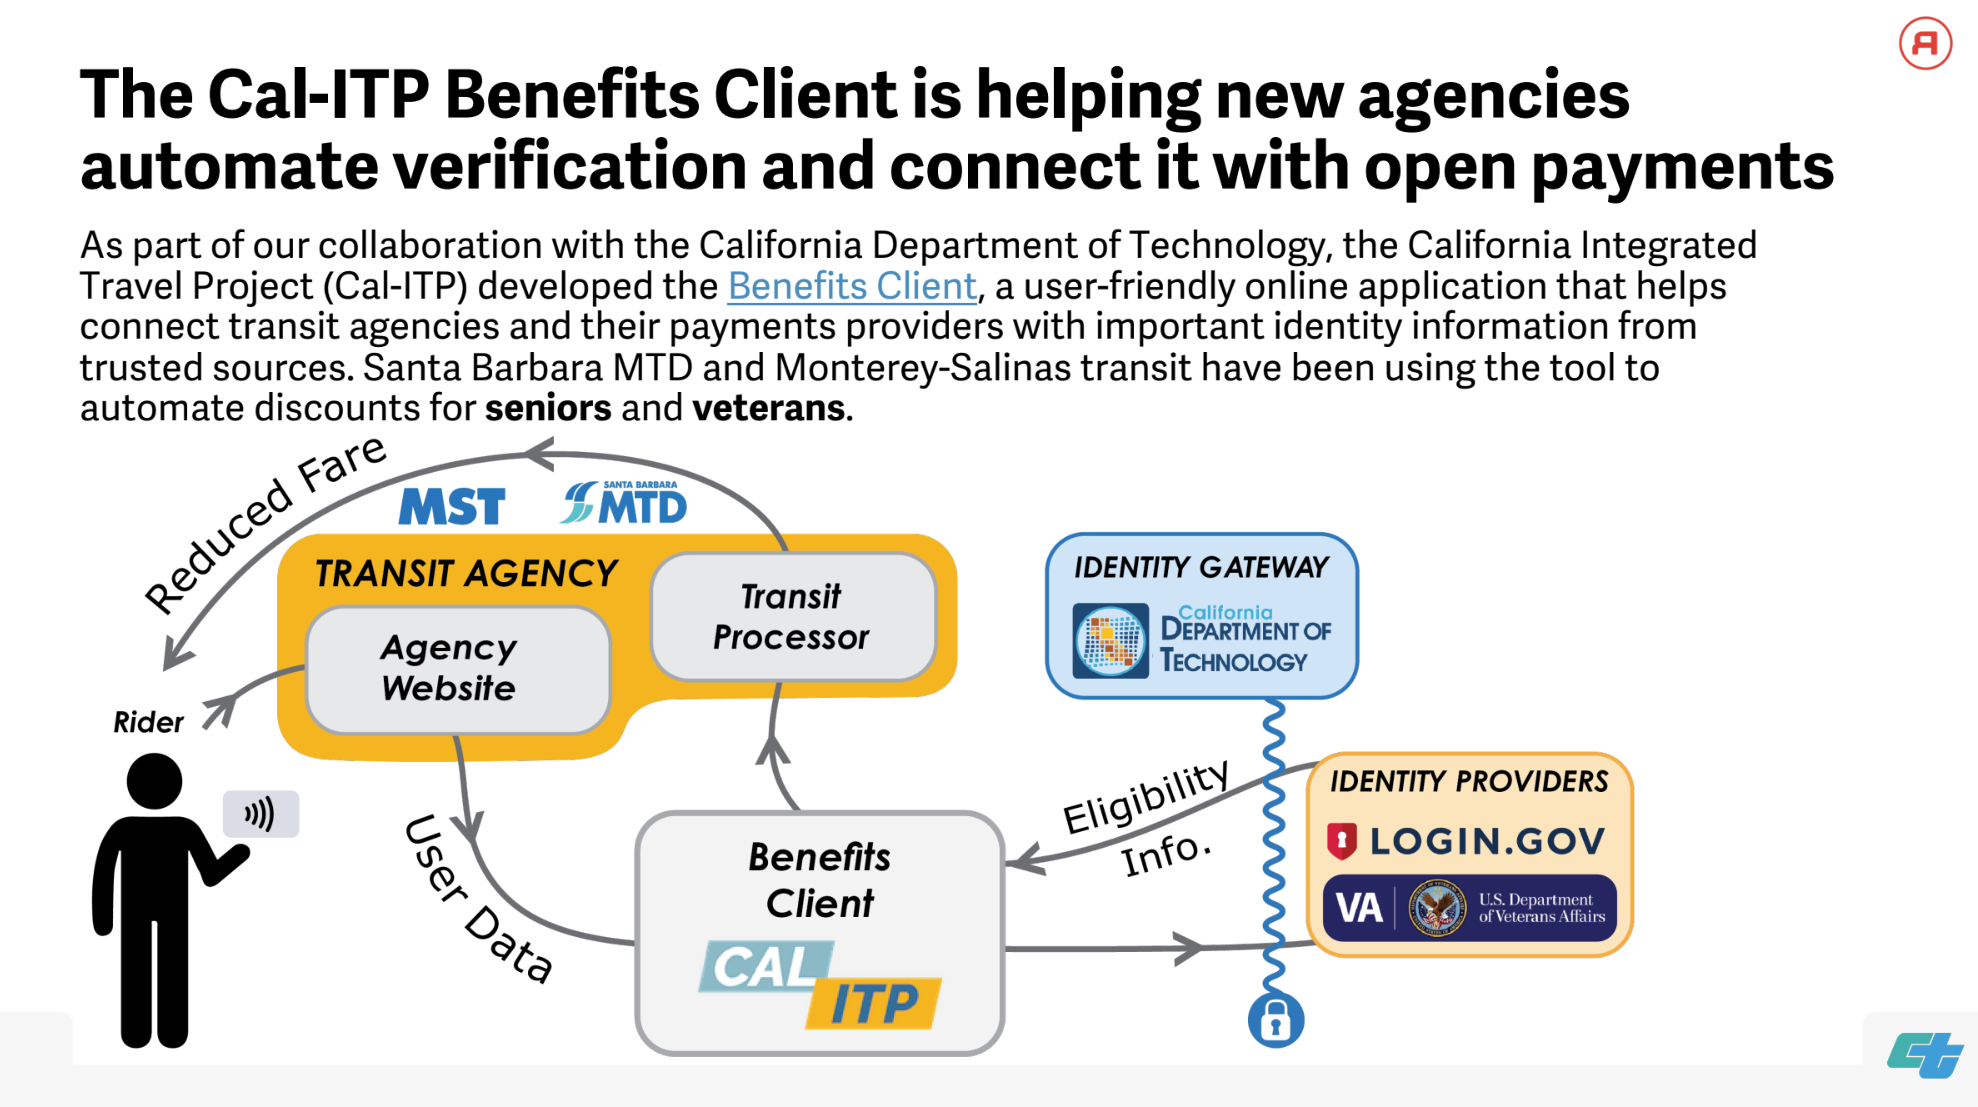 The Cal-ITP Benefits Client is helping new agencies
automate verification and connect it with open payments
As part of our collaboration with the California Department of Technology, the California Integrated
Travel Project (Cal-ITP) developed the Benefits Client, a user-friendly online application that helps
connect transit agencies and their payments providers with important identity information from
trusted sources. Santa Barbara MTD and Monterey-Salinas transit have been using the tool to
automate discounts for seniors and veterans.
Reduced Fare
MST
SANTA BARBARA
MTD
TRANSIT AGENCY
Transit
Processor
Agency
Website
Rider
User Data
Benefits
Client
CAL
ITP
IDENTITY GATEWAY
California
DEPARTMENT OF
TECHNOLOGY
Eligibility
Info.
IDENTITY PROVIDERS
LOGIN.GOV
VA
U.S. Department
of Veterans Affairs
ct